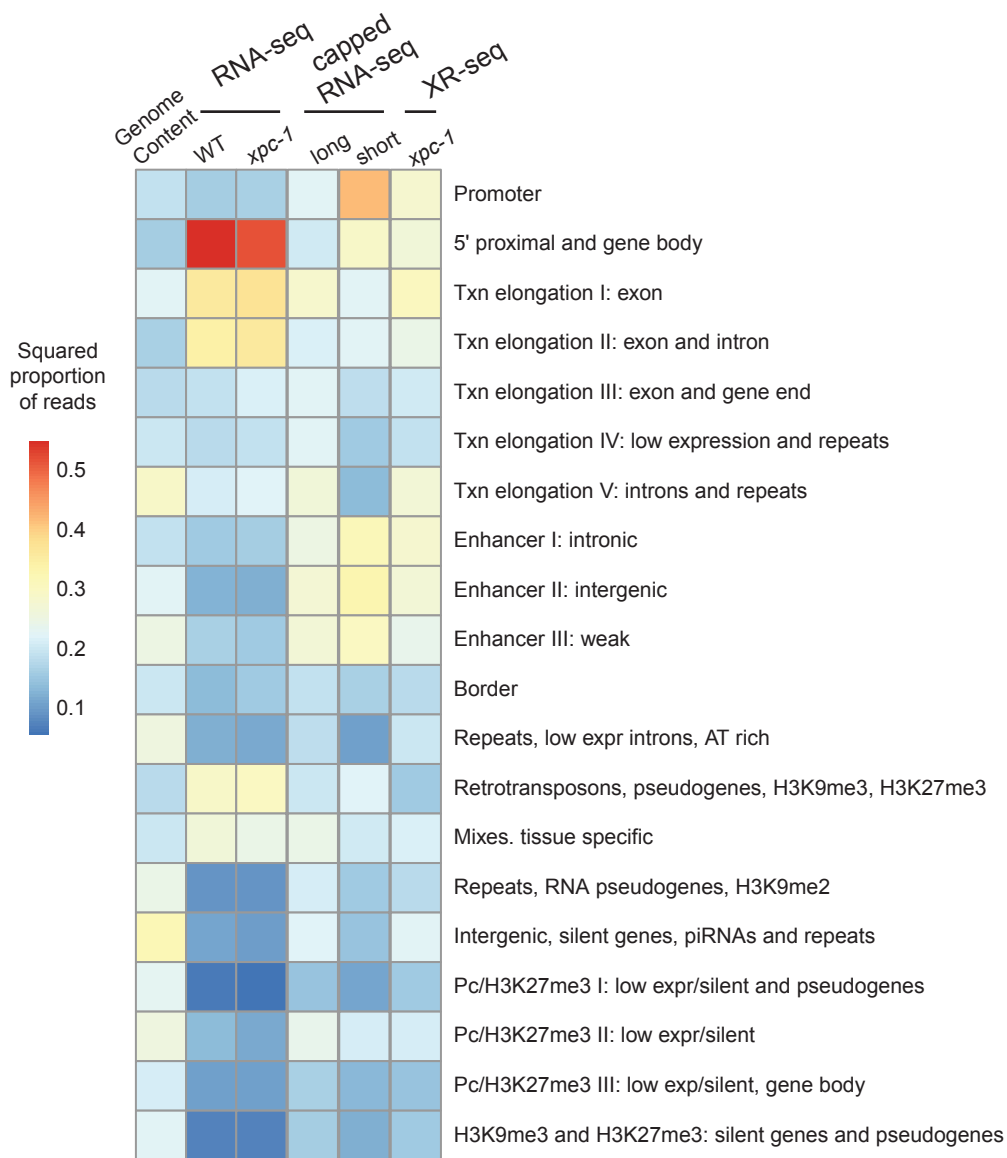 RNA-seq
capped
RNA-seq
XR-seq
Genome
Content
WT
xpc-1
long
short
xpc-1
Promoter
5' proximal and gene body
Txn elongation I: exon
Txn elongation II: exon and intron
Txn elongation III: exon and gene end
Txn elongation IV: low expression and repeats
Txn elongation V: introns and repeats
Enhancer I: intronic
Enhancer II: intergenic
Enhancer III: weak
Border
Repeats, low expr introns, AT rich
Retrotransposons, pseudogenes, H3K9me3, H3K27me3
Mixes. tissue specific
Repeats, RNA pseudogenes, H3K9me2
Intergenic, silent genes, piRNAs and repeats
Pc/H3K27me3 I: low expr/silent and pseudogenes
Pc/H3K27me3 II: low expr/silent
Pc/H3K27me3 III: low exp/silent, gene body
H3K9me3 and H3K27me3: silent genes and pseudogenes
Squared
proportion
of reads
0.5
0.4
0.3
0.2
0.1